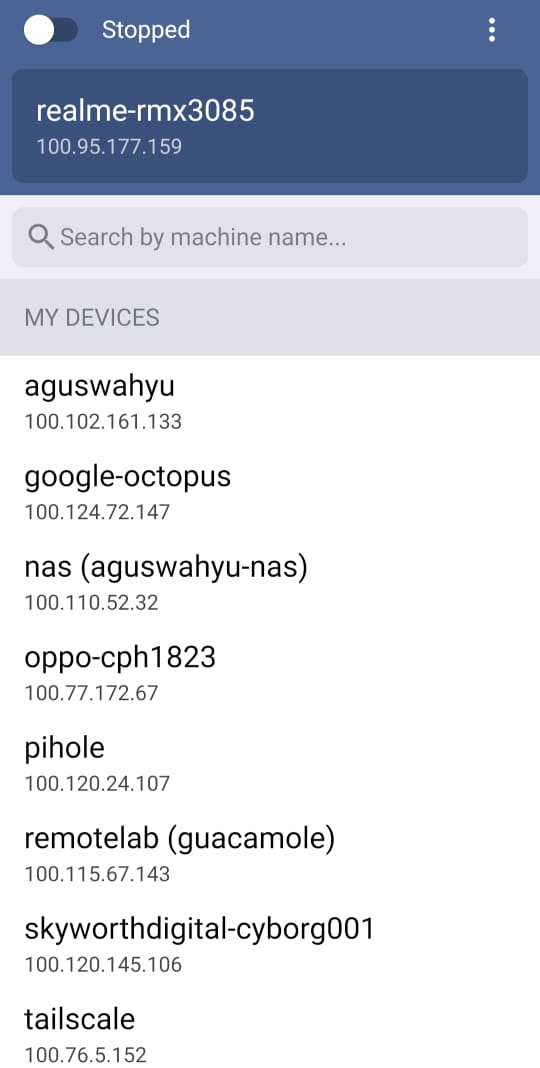 Stopped
realme-rmx3085
100.95.177.159
Search by machine name...
MY DEVICES
aguswahyu
100.102.161.133
google-octopus
100.124.72.147
nas (aguswahyu-nas)
100.110.52.32
oppo-cph1823
100.77.172.67
pihole
100.120.24.107
remotelab (guacamole)
100.115.67.143
skyworthdigital-cyborg001
100.120.145.106
tailscale
100.76.5.152